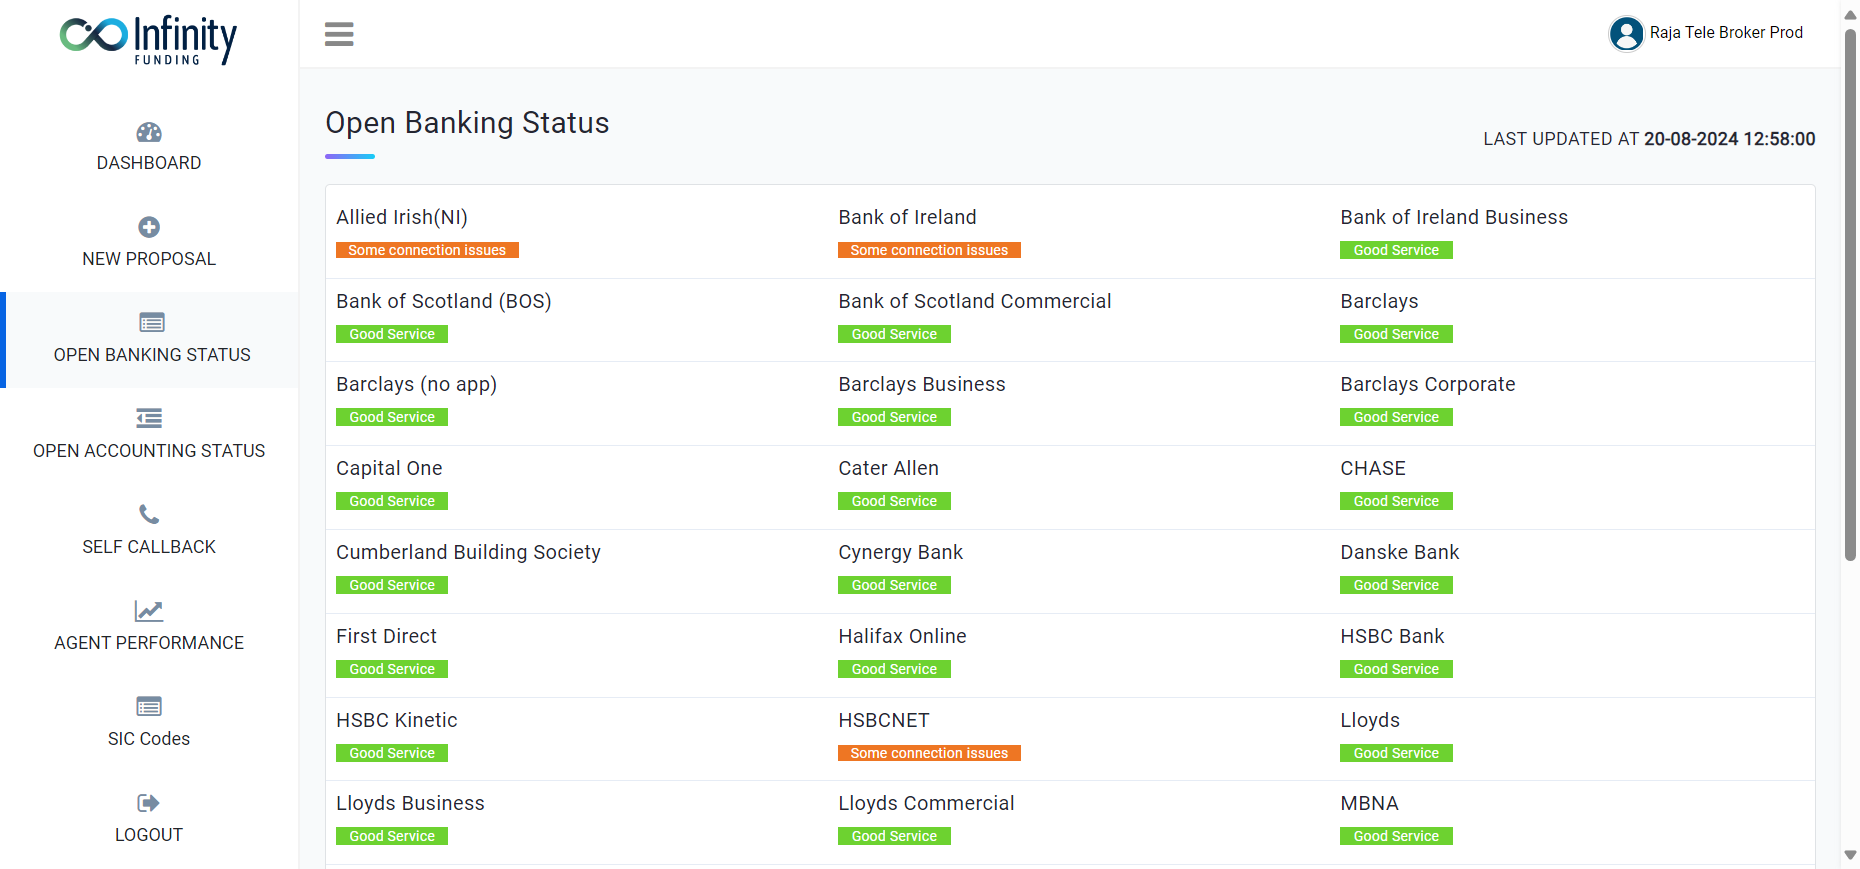 Infinity
FUNDING
Raja Tele Broker Prod
DASHBOARD
NEW PROPOSAL
OPEN BANKING STATUS
OPEN ACCOUNTING STATUS
SELF CALLBACK
AGENT PERFORMANCE
SIC Codes
LOGOUT
Open Banking Status
LAST UPDATED AT 20-08-2024 12:58:00
Allied Irish(NI) Bank of Ireland Bank of Ireland Business
Some connection issues Some connection issues Good Service
Bank of Scotland (BOS) Bank of Scotland Commercial Barclays
Good Service Good Service Good Service
Barclays (no app) Barclays Business Barclays Corporate
Good Service Good Service Good Service
Capital One Cater Allen CHASE
Good Service Good Service Good Service
Cumberland Building Society Cynergy Bank Danske Bank
Good Service Good Service Good Service
First Direct Halifax Online HSBC Bank
Good Service Good Service Good Service
HSBC Kinetic HSBCNET Lloyds
Good Service Some connection issues Good Service
Lloyds Business Lloyds Commercial MBNA
Good Service Good Service Good Service